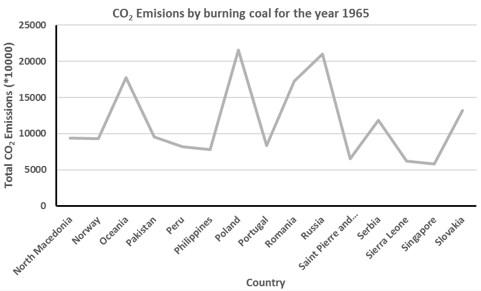 CO₂ Emisions by burning coal for the year 1965
Total CO₂ Emissions (*10000)
25000
20000
15000
10000
5000
0
North Macedonia
Norway
Oceania
Pakistan
Peru
Philippines
Poland
Portugal
Romania
Russia
Saint Pierre and...
Serbia
Sierra Leone
Singapore
Slovakia
Country